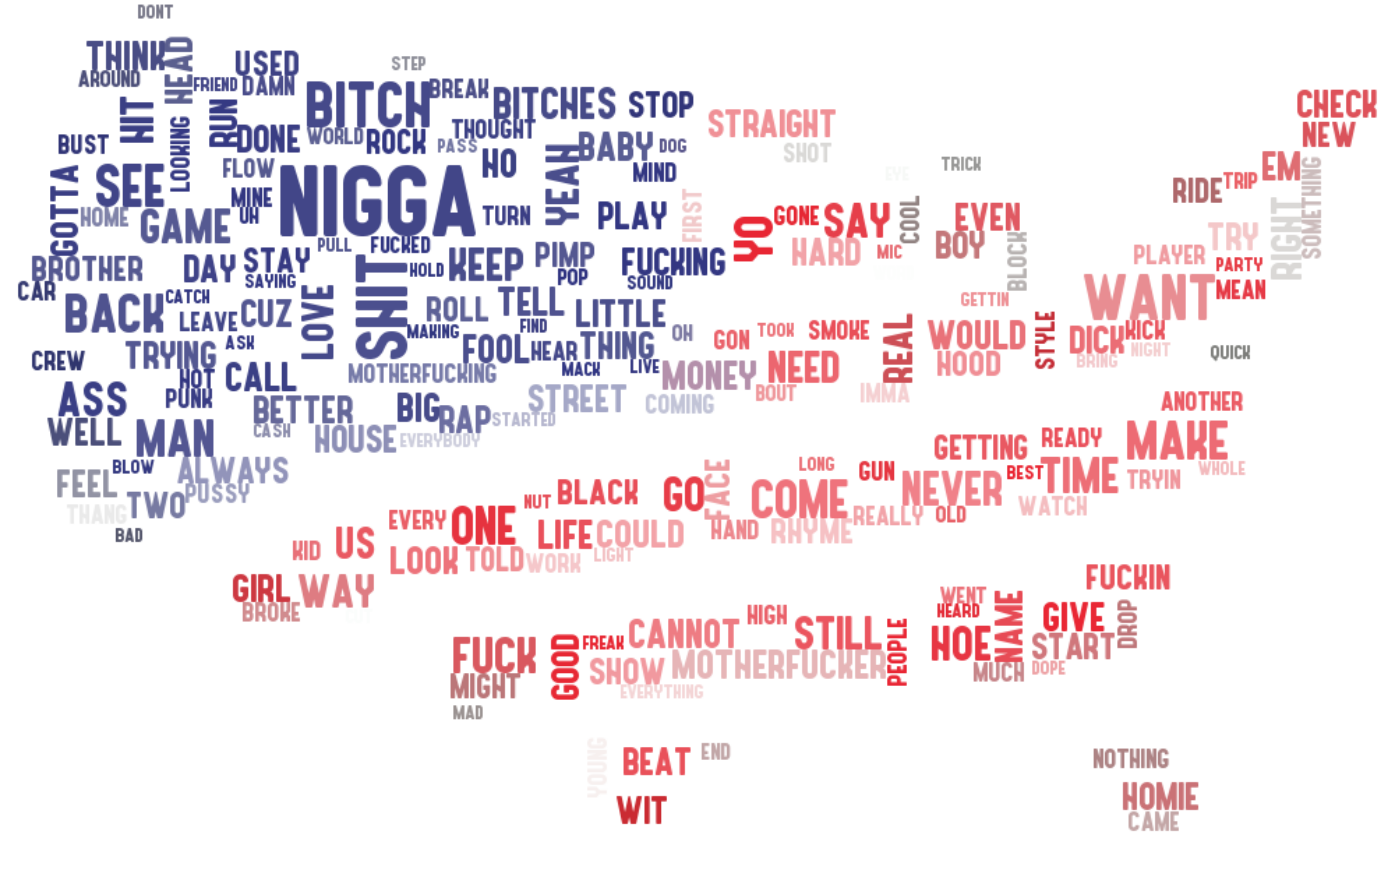 DONT
THINK
HEAD
USED
STEP
AROUND
FRIEND
DAMN
BREAK
BITCH
BITCHES
STOP
CHECK
HIT
RUN
LOOKING
DONE
WORLD
ROCK
THOUGHT
STRAIGHT
NEW
BUST
PASS
YEAH
BABY
DOG
SHOT
FLOW
HO
MIND
EVE
TRICK
EM
SOMETHING
GOTTA
SEE
MINE
NIGGA
TURN
PLAY
FIRST
YO
GONE
SAY
COOL
EVEN
RIDE
TRIP
RIGHT
HOME
GAME
UH
PULL
FUCKED
PIMP
HARD
MIC
BOY
BLOCK
TRY
PLAYER
BROTHER
DAY
STAY
SAYING
SHIT
HOLD
KEEP
POP
FUCKING
SOUND
PARTY
CAR
BACK
CATCH
LOVE
ROLL
TELL
LITTLE
GETTIN
WANT
MEAN
LEAVE
CUZ
MAKING
FIND
OH
GON
TOOK
SMOKE
REAL
WOULD
STYLE
DICK
KICK
CREW
TRYING
ASK
FOOL
HEAR
THING
HOOD
BRING
NIGHT
QUICK
HOT
CALL
MOTHERFUCKING
MACK
LIVE
MONEY
NEED
ASS
PUNK
BETTER
BIG
RAP
STREET
COMING
BOUT
IMMA
ANOTHER
WELL
MAN
CASH
HOUSE
EVERYBODY
STARTED
GETTING
READY
MAKE
FEEL
BLOW
ALWAYS
FACE
LONG
GUN
BEST
TIME
WHOLE
THANG
TWO
PUSSY
NUT
BLACK
GO
COME
NEVER
TRYIN
BAD
EVERY
ONE
LIFE
COULD
HAND
RHYME
REALLY
OLD
WATCH
KID
US
LOOK
TOLD
WORK
LIGHT
GIRL
WAY
FUCKIN
BROKE
HIGH
WENT
HEARD
NAME
GIVE
DROP
FUCK
GOOD
FREAK
CANNOT
STILL
PEOPLE
HOE
START
MIGHT
SHOW
MOTHERFUCKER
MUCH
DOPE
MAD
EVERYTHING
YOUNG
BEAT
END
NOTHING
WIT
HOMIE
CAME